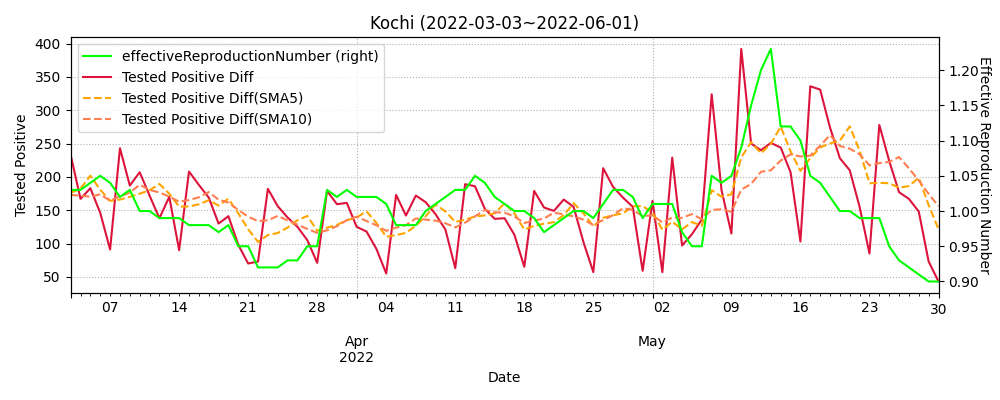 Kochi (2022-03-03~2022-06-01)
effectiveReproductionNumber (right)
Tested Positive Diff
Tested Positive Diff(SMA5)
Tested Positive Diff(SMA10)
Tested Positive
400
350
300
250
200
150
100
50
1.20
1.15
1.10
1.05
1.00
0.95
0.90
Effective Reproduction Number
07 14 21 28 04 11 18 25 02 09 16 23 30
Apr May
2022
Date